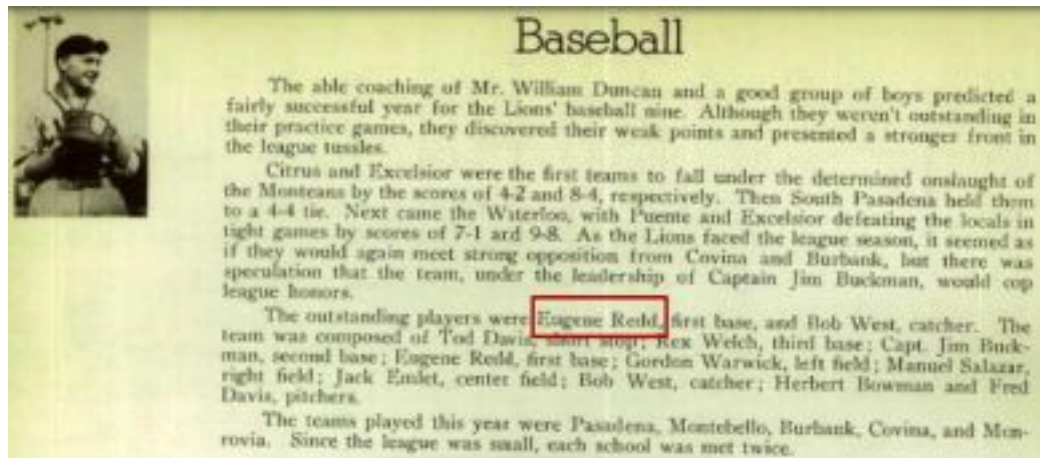 Baseball
The able coaching of Mr. William Duncan and a good group of boys predicted a
fairly successful year for the Lions' baseball nine. Although they weren't outstanding in
their practice games, they discovered their weak points and presented a stronger front in
the league tussles.
Citrus and Excelsior were the first teams to fall under the determined onslaught of
the Monteans by the scores of 4-2 and 8-4, respectively. Then South Pasadena held them
to a 4-4 tie. Next came the Waterloo, with Puente and Excelsior defeating the locals in
tight games by scores of 7-1 ard 9-8. As the Lions faced the league season, it seemed as
if they would again meet strong opposition from Covina and Burbank, but there was
speculation that the team, under the leadership of Captain Jim Buckman, would cop
league honors.
The outstanding players were Eugene Redd, first base, and Bob West, catcher. The
team was composed of Tod Davis, short stop; Rex Welch, third base; Capt. Jim Buck-
man, second base; Eugene Redd, first base; Gordon Warwick, left field; Manuel Salazar,
right field; Jack Emlet, center field; Bob West, catcher; Herbert Bowman and Fred
Davis, pitchers.
The teams played this year were Pasadena, Montebello, Burbank, Covina, and Mon-
rovia. Since the league was small, each school was met twice.